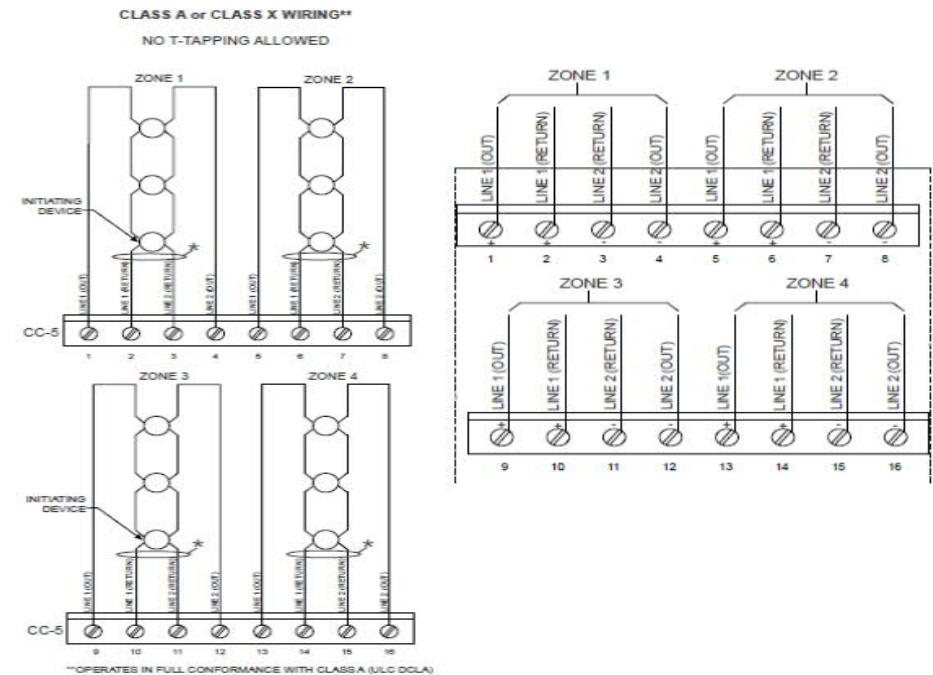 CLASS A or CLASS X WIRING**
NO T-TAPPING ALLOWED
ZONE 1
ZONE 2
INITIATING
DEVICE
*
*
LINE 1 (OUT)
LINE 1 (RETURN)
LINE 2 (RETURN)
LINE 2 (OUT)
LINE 1 (OUT)
LINE 1 (RETURN)
LINE 2 (RETURN)
LINE 2 (OUT)
CC-5
1 2 3 4 5 6 7 8
ZONE 3
ZONE 4
INITIATING
DEVICE
*
*
LINE 1 (OUT)
LINE 1 (RETURN)
LINE 2 (RETURN)
LINE 2 (OUT)
LINE 1 (OUT)
LINE 1 (RETURN)
LINE 2 (RETURN)
LINE 2 (OUT)
CC-5
9 10 11 12 13 14 15 16
**OPERATES IN FULL CONFORMANCE WITH CLASS A (ULC DCLA)
ZONE 1
ZONE 2
LINE 1 (OUT)
LINE 1 (RETURN)
LINE 2 (RETURN)
LINE 2 (OUT)
LINE 1 (OUT)
LINE 1 (RETURN)
LINE 2 (RETURN)
LINE 2 (OUT)
+ + - - + + - -
1 2 3 4 5 6 7 8
ZONE 3
ZONE 4
LINE 1 (OUT)
LINE 1 (RETURN)
LINE 2 (RETURN)
LINE 2 (OUT)
LINE 1(OUT)
LINE 1 (RETURN)
LINE 2 (RETURN)
LINE 2 (OUT)
+ + - - + + - -
9 10 11 12 13 14 15 16